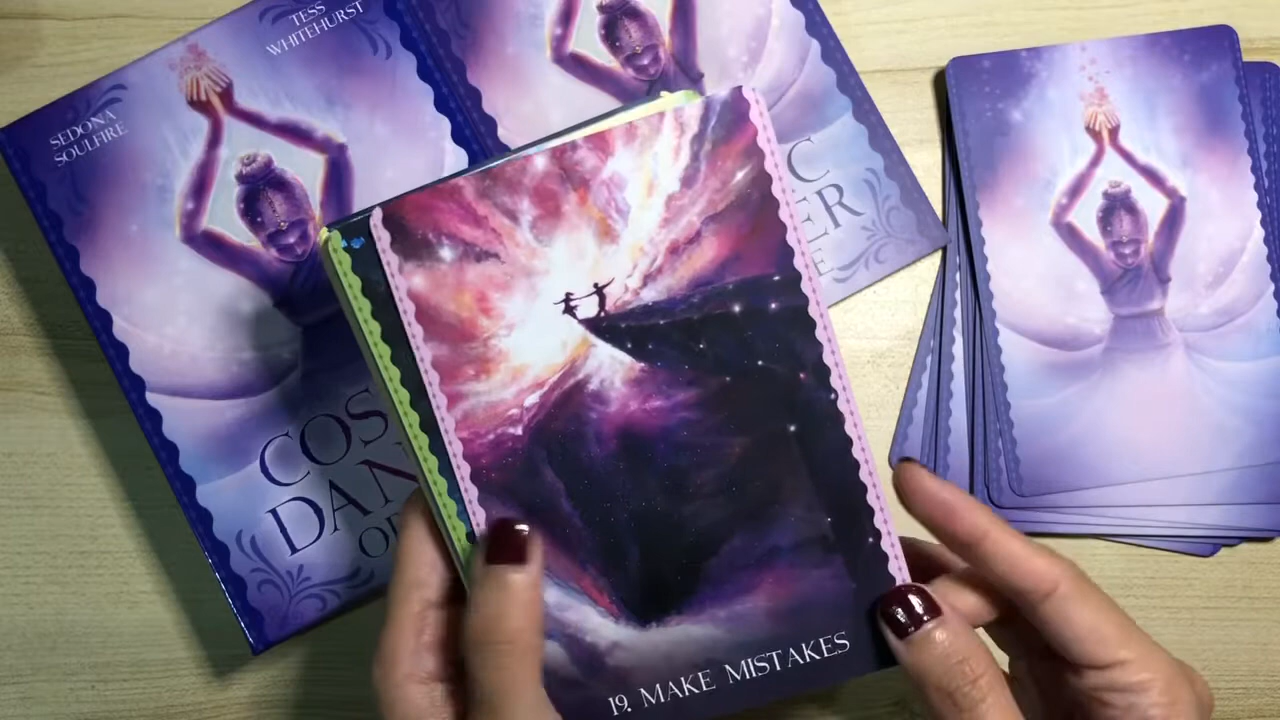 SEDONA
SOULFIRE
TESS
WHITEHURST
COS
DAN
OR
C
ER
E
19. MAKE MISTAKES